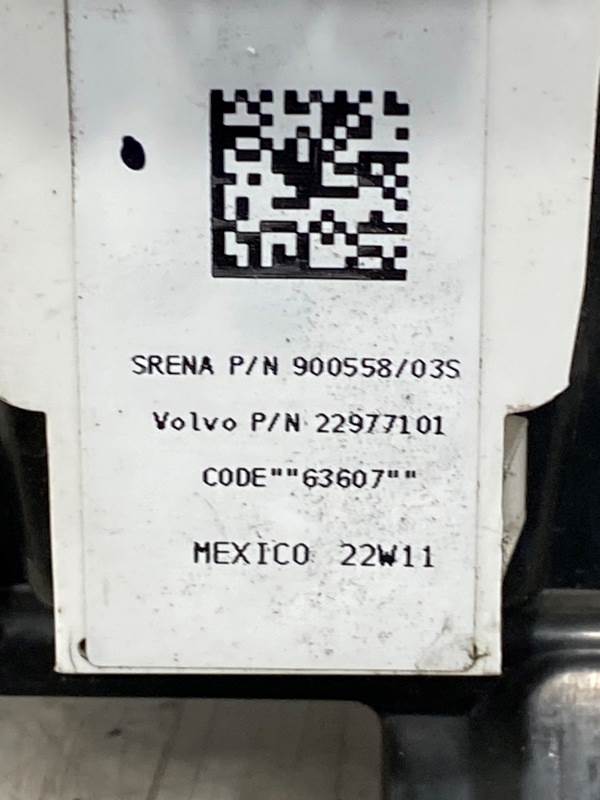 SRENA P/N 900558/03S
Volvo P/N 22977101
CODE""63607""
MEXICO 22W11